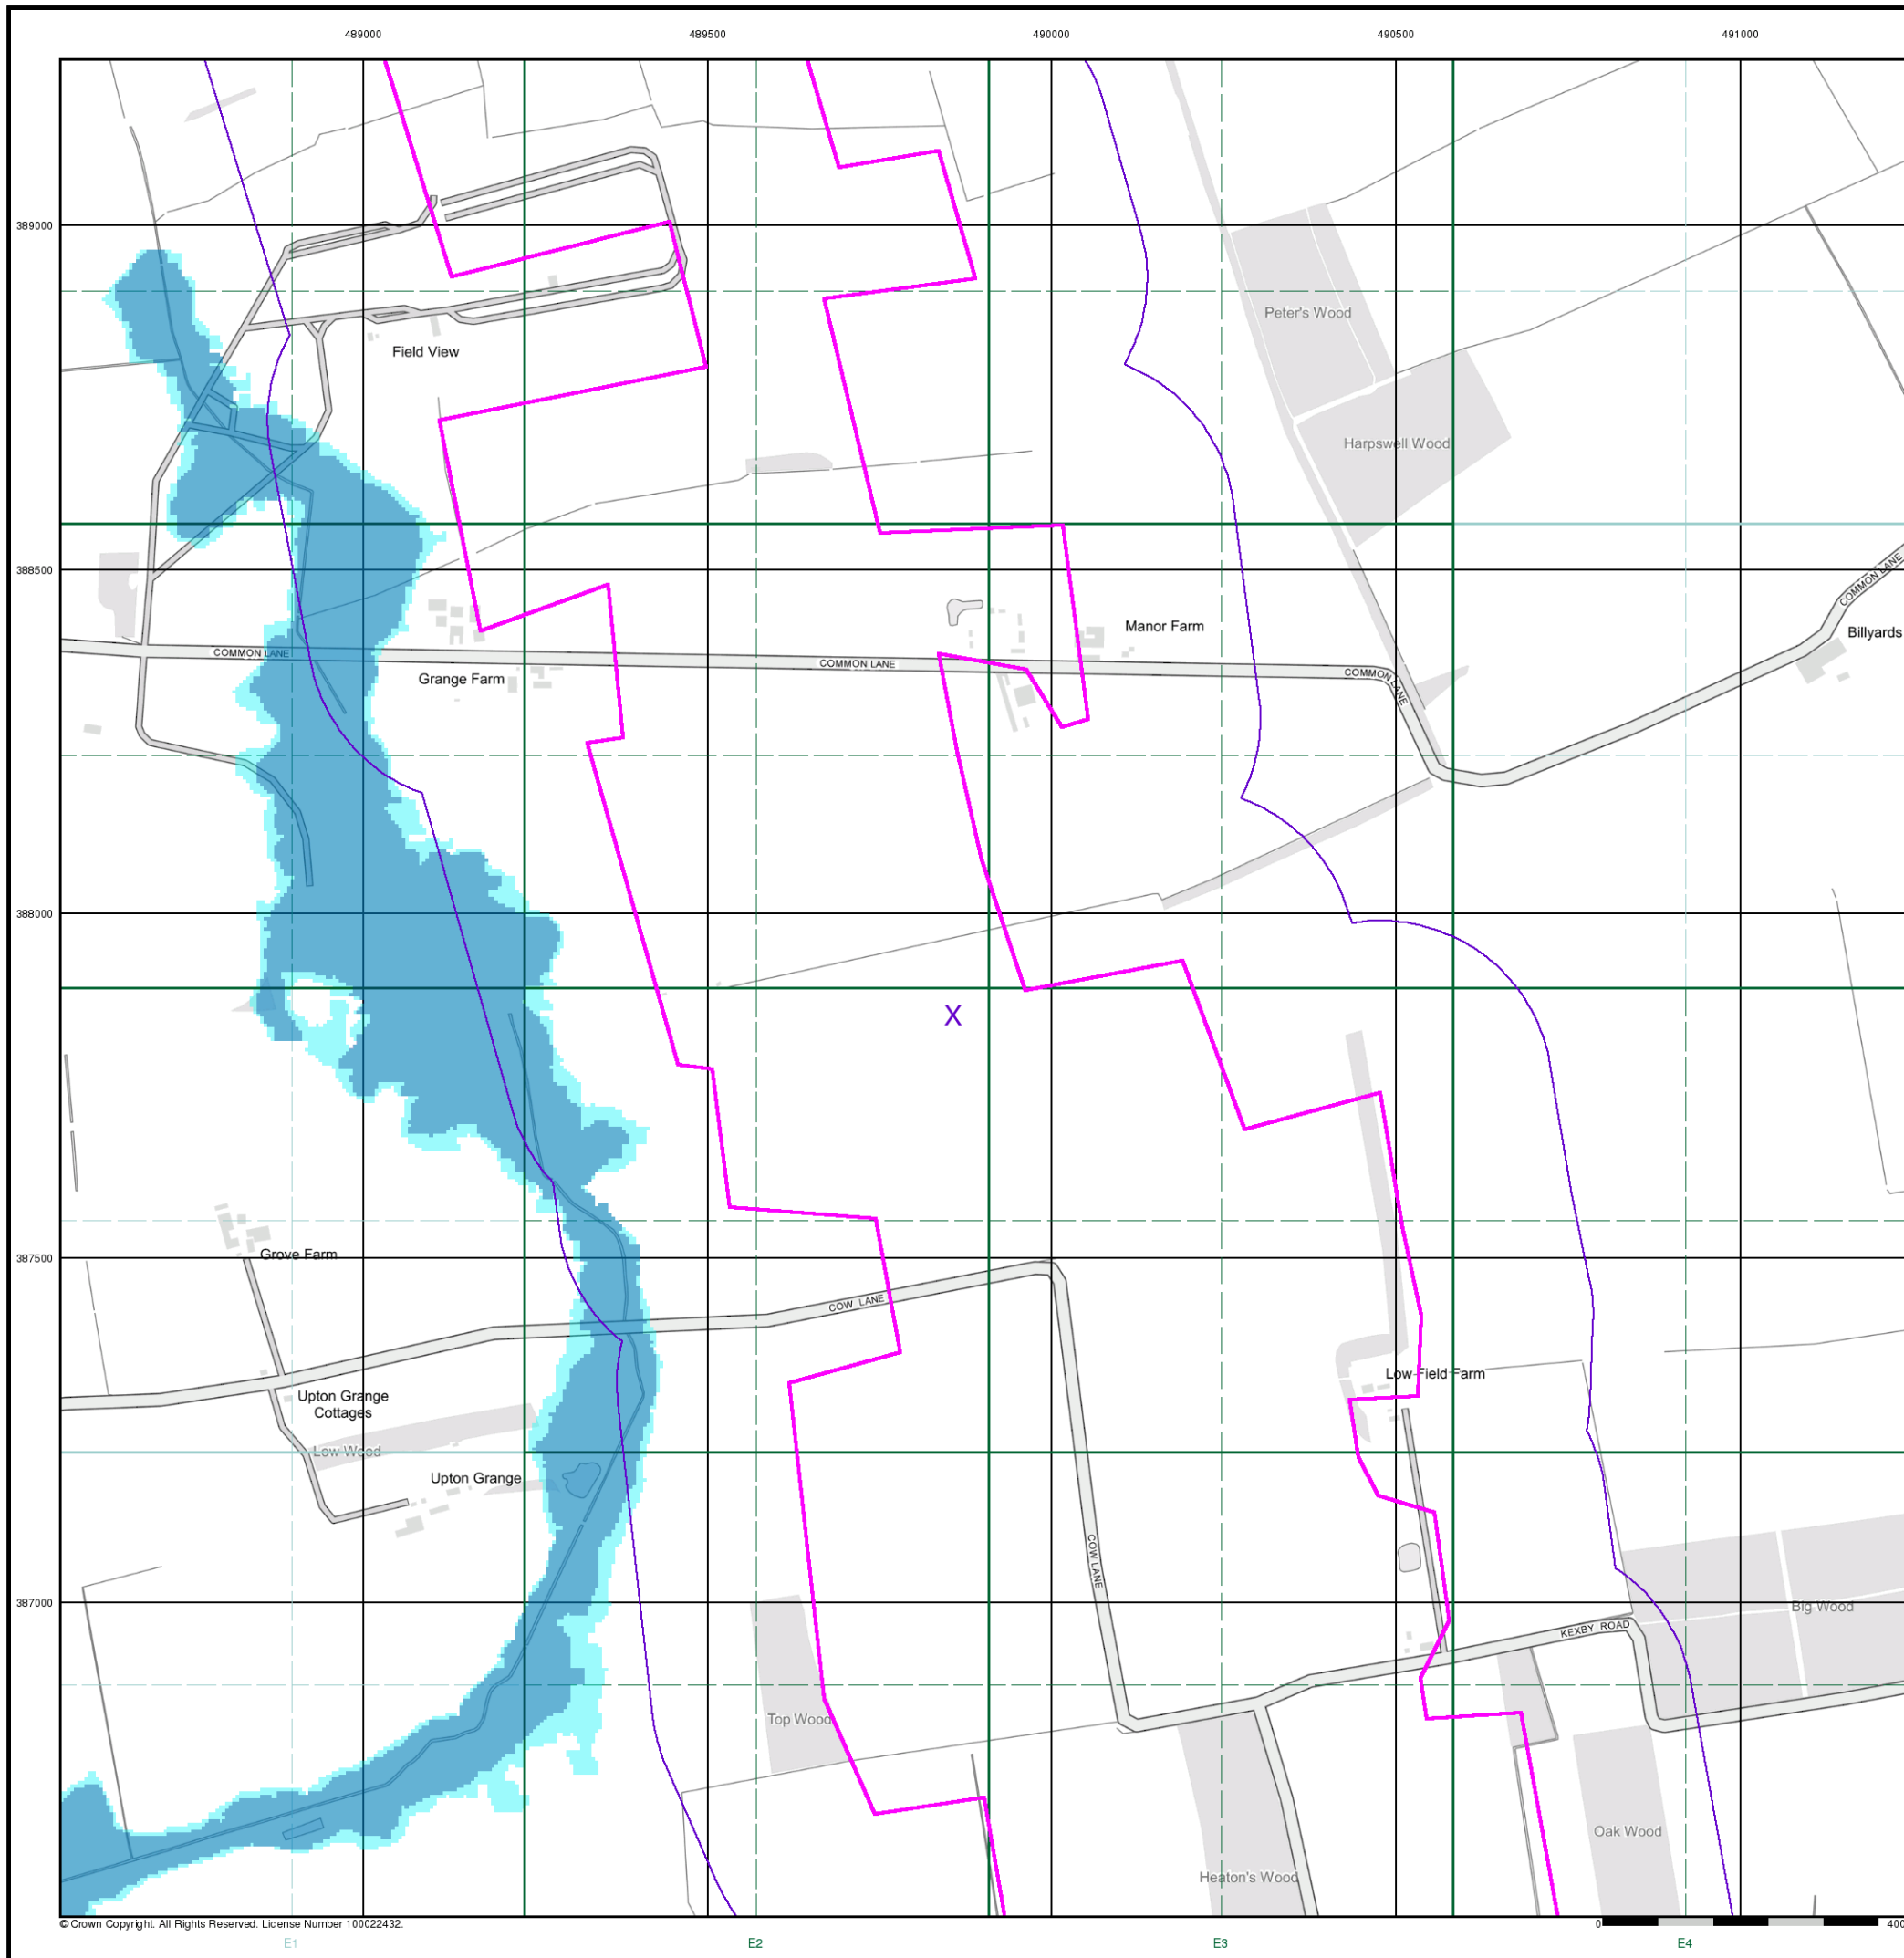 489000
489500
490000
490500
491000
389000
Peter's Wood
Field View
Harpswell Wood
388500
COMMON LANE
Manor Farm
Billyards
COMMON LANE
COMMON LANE
COMMON LANE
Grange Farm
388000
X
387500
Grove Farm
COW LANE
Low Field Farm
Upton Grange
Cottages
Low Wood
Upton Grange
COW LANE
387000
Big Wood
KEXBY ROAD
Top Wood
Oak Wood
Heaton's Wood
© Crown Copyright. All Rights Reserved. License Number 100022432.
0
400
E1
E2
E3
E4